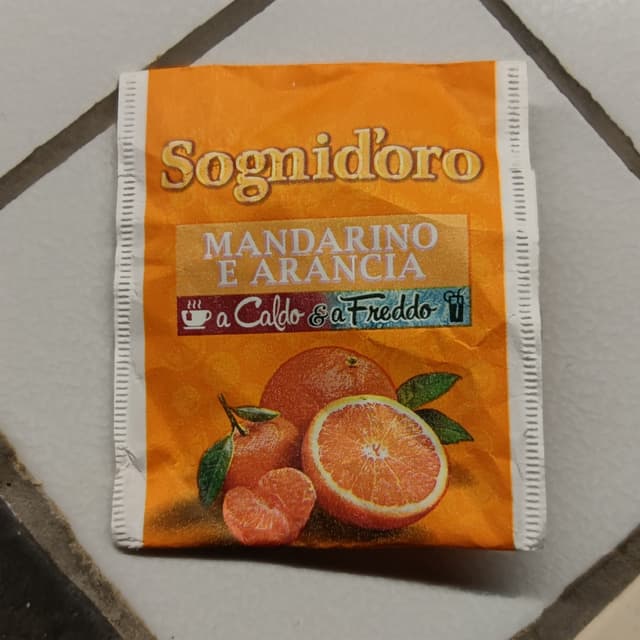 Sognid'oro
MANDARINO
E ARANCIA
a Caldo & a Freddo